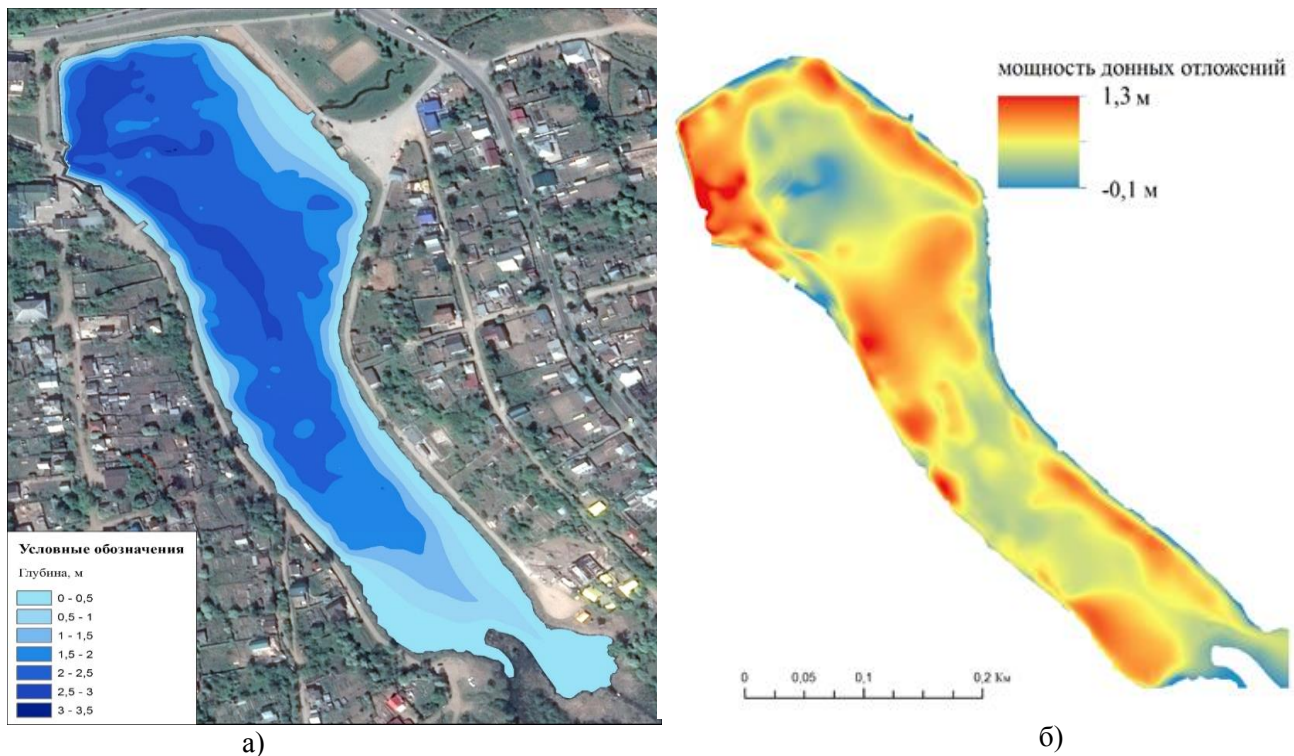 Условные обозначения
Глубина, м
0 - 0,5
0,5 - 1
1 - 1,5
1,5 - 2
2 - 2,5
2,5 - 3
3 - 3,5
а)
мощность донных отложений
1,3 м
-0,1 м
0 0,05 0,1 0,2 Км
б)